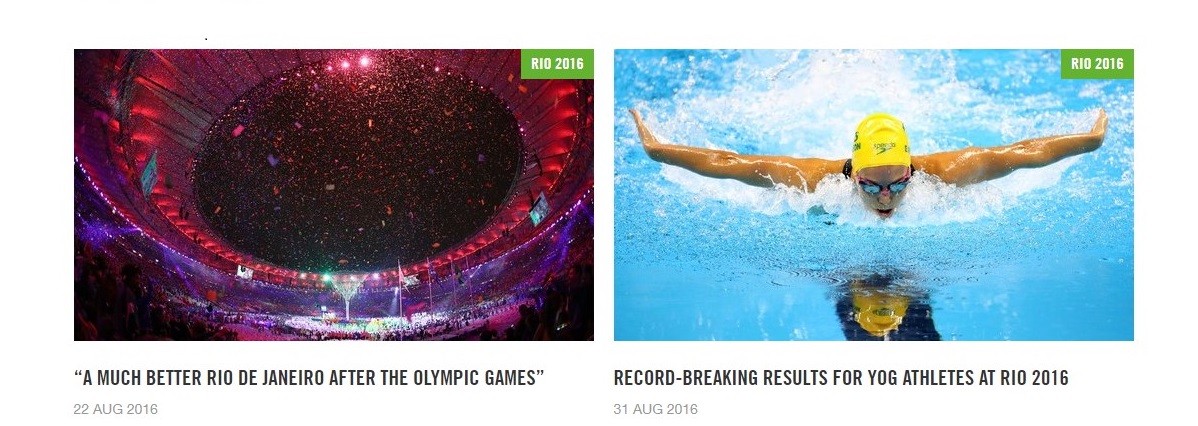 RIO 2016
RIO 2016
speedo
“A MUCH BETTER RIO DE JANEIRO AFTER THE OLYMPIC GAMES”
RECORD-BREAKING RESULTS FOR YOG ATHLETES AT RIO 2016
22 AUG 2016
31 AUG 2016